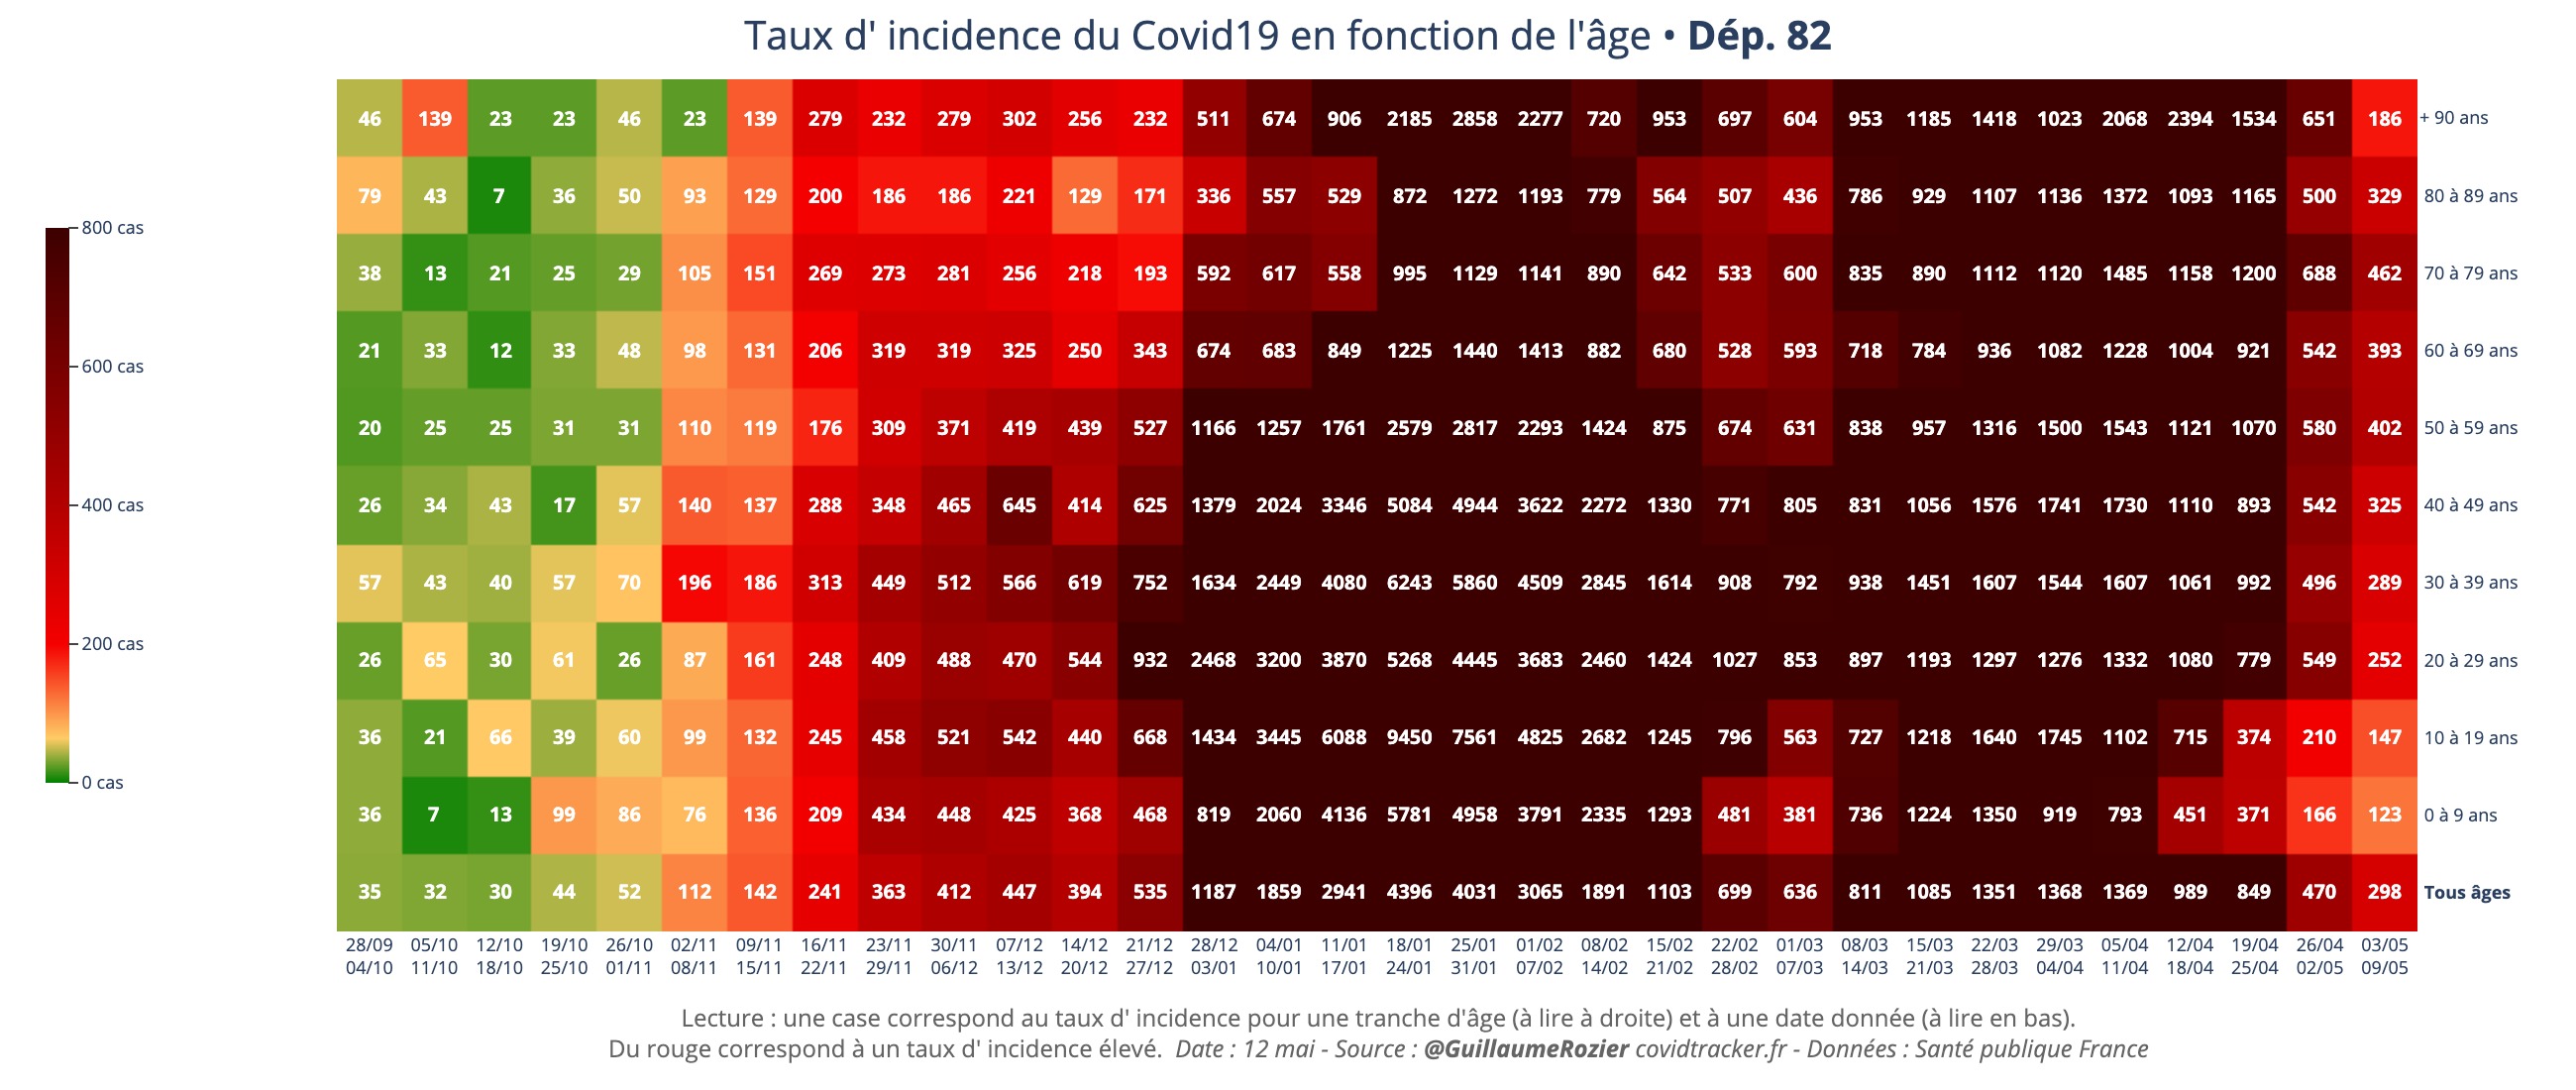 Taux d' incidence du Covid19 en fonction de l'âge • Dép. 82
800 cas
600 cas
400 cas
200 cas
0 cas
46 139 23 23 46 23 139 279 232 279 302 256 232 511 674 906 2185 2858 2277 720 953 697 604 953 1185 1418 1023 2068 2394 1534 651 186 + 90 ans
79 43 7 36 50 93 129 200 186 186 221 129 171 336 557 529 872 1272 1193 779 564 507 436 786 929 1107 1136 1372 1093 1165 500 329 80 à 89 ans
38 13 21 25 29 105 151 269 273 281 256 218 193 592 617 558 995 1129 1141 890 642 533 600 835 890 1112 1120 1485 1158 1200 688 462 70 à 79 ans
21 33 12 33 48 98 131 206 319 319 325 250 343 674 683 849 1225 1440 1413 882 680 528 593 718 784 936 1082 1228 1004 921 542 393 60 à 69 ans
20 25 25 31 31 110 119 176 309 371 419 439 527 1166 1257 1761 2579 2817 2293 1424 875 674 631 838 957 1316 1500 1543 1121 1070 580 402 50 à 59 ans
26 34 43 17 57 140 137 288 348 465 645 414 625 1379 2024 3346 5084 4944 3622 2272 1330 771 805 831 1056 1576 1741 1730 1110 893 542 325 40 à 49 ans
57 43 40 57 70 196 186 313 449 512 566 619 752 1634 2449 4080 6243 5860 4509 2845 1614 908 792 938 1451 1607 1544 1607 1061 992 496 289 30 à 39 ans
26 65 30 61 26 87 161 248 409 488 470 544 932 2468 3200 3870 5268 4445 3683 2460 1424 1027 853 897 1193 1297 1276 1332 1080 779 549 252 20 à 29 ans
36 21 66 39 60 99 132 245 458 521 542 440 668 1434 3445 6088 9450 7561 4825 2682 1245 796 563 727 1218 1640 1745 1102 715 374 210 147 10 à 19 ans
36 7 13 99 86 76 136 209 434 448 425 368 468 819 2060 4136 5781 4958 3791 2335 1293 481 381 736 1224 1350 919 793 451 371 166 123 0 à 9 ans
35 32 30 44 52 112 142 241 363 412 447 394 535 1187 1859 2941 4396 4031 3065 1891 1103 699 636 811 1085 1351 1368 1369 989 849 470 298 Tous âges
28/09 05/10 12/10 19/10 26/10 02/11 09/11 16/11 23/11 30/11 07/12 14/12 21/12 28/12 04/01 11/01 18/01 25/01 01/02 08/02 15/02 22/02 01/03 08/03 15/03 22/03 29/03 05/04 12/04 19/04 26/04 03/05
04/10 11/10 18/10 25/10 01/11 08/11 15/11 22/11 29/11 06/12 13/12 20/12 27/12 03/01 10/01 17/01 24/01 31/01 07/02 14/02 21/02 28/02 07/03 14/03 21/03 28/03 04/04 11/04 18/04 25/04 02/05 09/05
Lecture : une case correspond au taux d' incidence pour une tranche d'âge (à lire à droite) et à une date donnée (à lire en bas).
Du rouge correspond à un taux d' incidence élevé. Date : 12 mai - Source : @GuillaumeRozier covidtracker.fr - Données : Santé publique France